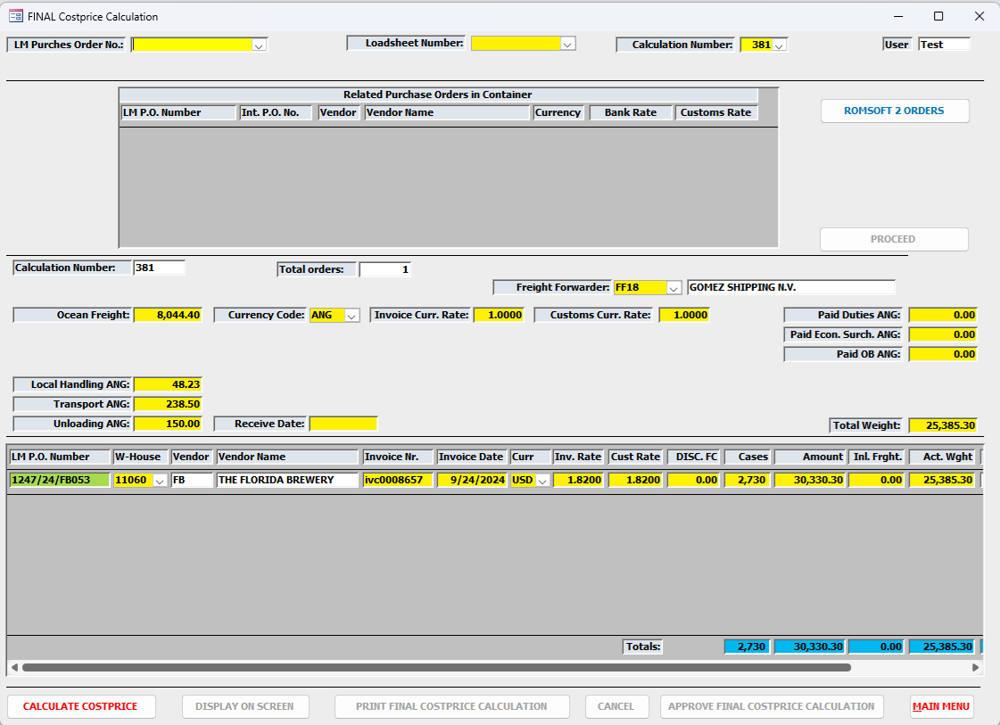 FINAL Costprice Calculation
LM Purches Order No.: Loadsheet Number: Calculation Number: 381 User Test
Related Purchase Orders in Container
LM P.O. Number Int. P.O. No. Vendor Vendor Name Currency Bank Rate Customs Rate
ROMSOFT 2 ORDERS
PROCEED
Calculation Number: 381 Total orders: 1
Freight Forwarder: FF18 GOMEZ SHIPPING N.V.
Ocean Freight: 8,044.40 Currency Code: ANG Invoice Curr. Rate: 1.0000 Customs Curr. Rate: 1.0000 Paid Duties ANG: 0.00
Paid Econ. Surch. ANG: 0.00
Paid OB ANG: 0.00
Local Handling ANG: 48.23
Transport ANG: 238.50
Unloading ANG: 150.00 Receive Date: Total Weight: 25,385.30
LM P.O. Number W-House Vendor Vendor Name Invoice Nr. Invoice Date Curr Inv. Rate Cust Rate DISC. FC Cases Amount Inl. Frght. Act. Wght
1247/24/FB053 11060 FB THE FLORIDA BREWERY ivc0008657 9/24/2024 USD 1.8200 1.8200 0.00 2,730 30,330.30 0.00 25,385.30
Totals: 2,730 30,330.30 0.00 25,385.30
CALCULATE COSTPRICE DISPLAY ON SCREEN PRINT FINAL COSTPRICE CALCULATION CANCEL APPROVE FINAL COSTPRICE CALCULATION MAIN MENU